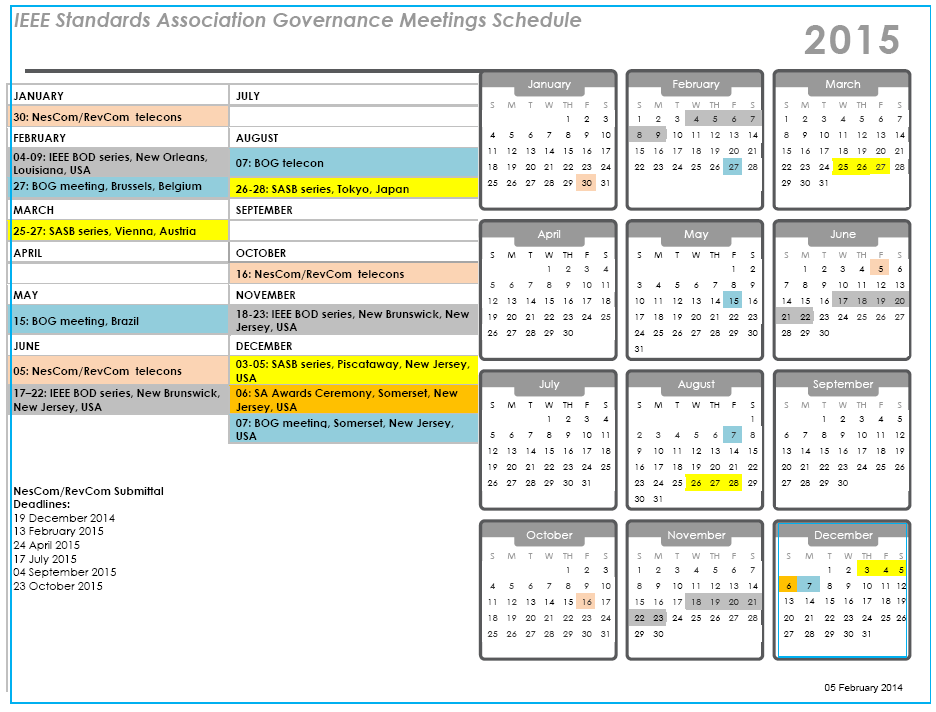 IEEE Standards Association Governance Meetings Schedule
2015
JANUARY
30: NesCom/RevCom telecons
FEBRUARY
04-09: IEEE BOD series, New Orleans,
Louisiana, USA
27: BOG meeting, Brussels, Belgium
MARCH
25-27: SASB series, Vienna, Austria
APRIL
MAY
15: BOG meeting, Brazil
JUNE
05: NesCom/RevCom telecons
17–22: IEEE BOD series, New Brunswick,
New Jersey, USA
JULY
AUGUST
07: BOG telecon
26-28: SASB series, Tokyo, Japan
SEPTEMBER
OCTOBER
16: NesCom/RevCom telecons
NOVEMBER
18-23: IEEE BOD series, New Brunswick, New
Jersey, USA
DECEMBER
03-05: SASB series, Piscataway, New Jersey,
USA
06: SA Awards Ceremony, Somerset, New
Jersey, USA
07: BOG meeting, Somerset, New Jersey,
USA
NesCom/RevCom Submittal
Deadlines:
19 December 2014
13 February 2015
24 April 2015
17 July 2015
04 September 2015
23 October 2015
January
S M T W TH F S
1 2 3
4 5 6 7 8 9 10
11 12 13 14 15 16 17
18 19 20 21 22 23 24
25 26 27 28 29 30 31
February
S M T W TH F S
1 2 3 4 5 6 7
8 9 10 11 12 13 14
15 16 17 18 19 20 21
22 23 24 25 26 27 28
March
S M T W TH F S
1 2 3 4 5 6 7
8 9 10 11 12 13 14
15 16 17 18 19 20 21
22 23 24 25 26 27 28
29 30 31
April
S M T W TH F S
1 2 3 4
5 6 7 8 9 10 11
12 13 14 15 16 17 18
19 20 21 22 23 24 25
26 27 28 29 30
May
S M T W TH F S
1 2
3 4 5 6 7 8 9
10 11 12 13 14 15 16
17 18 19 20 21 22 23
24 25 26 27 28 29 30
31
June
S M T W TH F S
1 2 3 4 5 6
7 8 9 10 11 12 13
14 15 16 17 18 19 20
21 22 23 24 25 26 27
28 29 30
July
S M T W TH F S
1 2 3 4
5 6 7 8 9 10 11
12 13 14 15 16 17 18
19 20 21 22 23 24 25
26 27 28 29 30 31
August
S M T W TH F S
1
2 3 4 5 6 7 8
9 10 11 12 13 14 15
16 17 18 19 20 21 22
23 24 25 26 27 28 29
30 31
September
S M T W TH F S
1 2 3 4 5
6 7 8 9 10 11 12
13 14 15 16 17 18 19
20 21 22 23 24 25 26
27 28 29 30
October
S M T W TH F S
1 2 3
4 5 6 7 8 9 10
11 12 13 14 15 16 17
18 19 20 21 22 23 24
25 26 27 28 29 30 31
November
S M T W TH F S
1 2 3 4 5 6 7
8 9 10 11 12 13 14
15 16 17 18 19 20 21
22 23 24 25 26 27 28
29 30
December
S M T W TH F S
1 2 3 4 5
6 7 8 9 10 11 12
13 14 15 16 17 18 19
20 21 22 23 24 25 26
27 28 29 30 31
05 February 2014